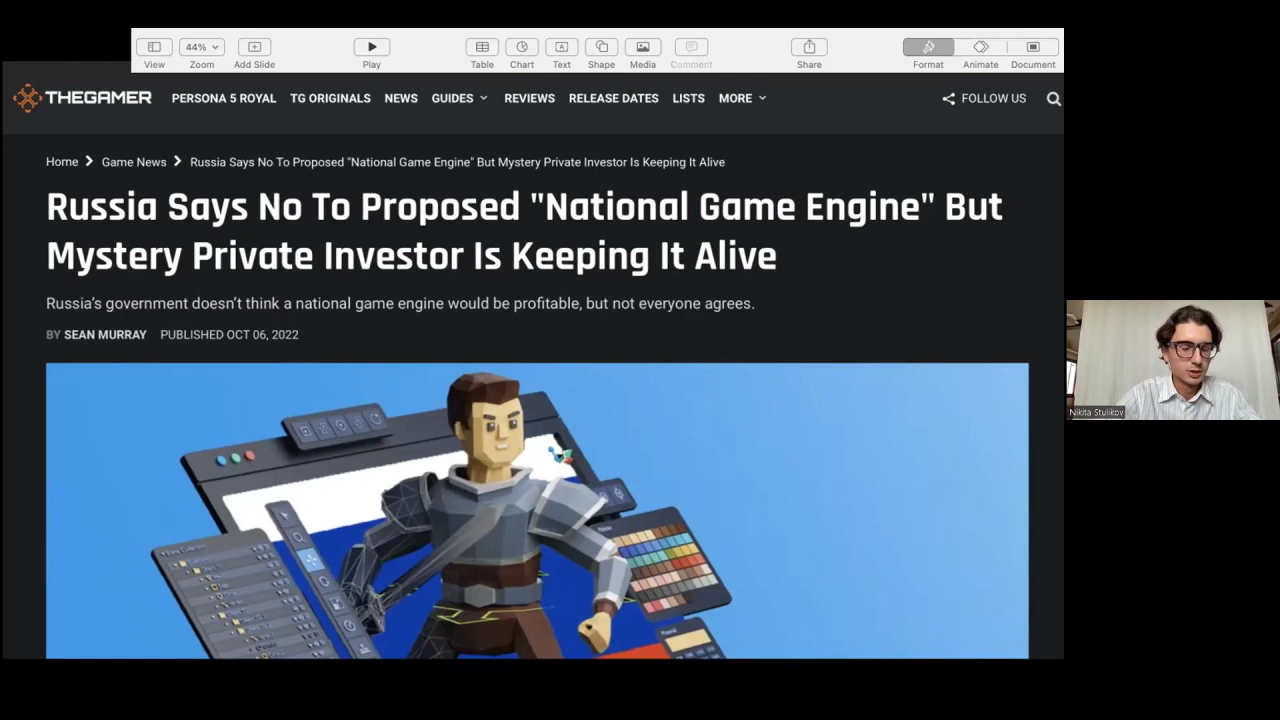 44%
View Zoom Add Slide Play Table Chart Text Shape Media Comment Share Format Animate Document
THEGAMER PERSONA 5 ROYAL TG ORIGINALS NEWS GUIDES REVIEWS RELEASE DATES LISTS MORE FOLLOW US
Home Game News Russia Says No To Proposed "National Game Engine" But Mystery Private Investor Is Keeping It Alive
Russia Says No To Proposed "National Game Engine" But
Mystery Private Investor Is Keeping It Alive
Russia's government doesn't think a national game engine would be profitable, but not everyone agrees.
BY SEAN MURRAY PUBLISHED OCT 06, 2022
Nikita Stulikov